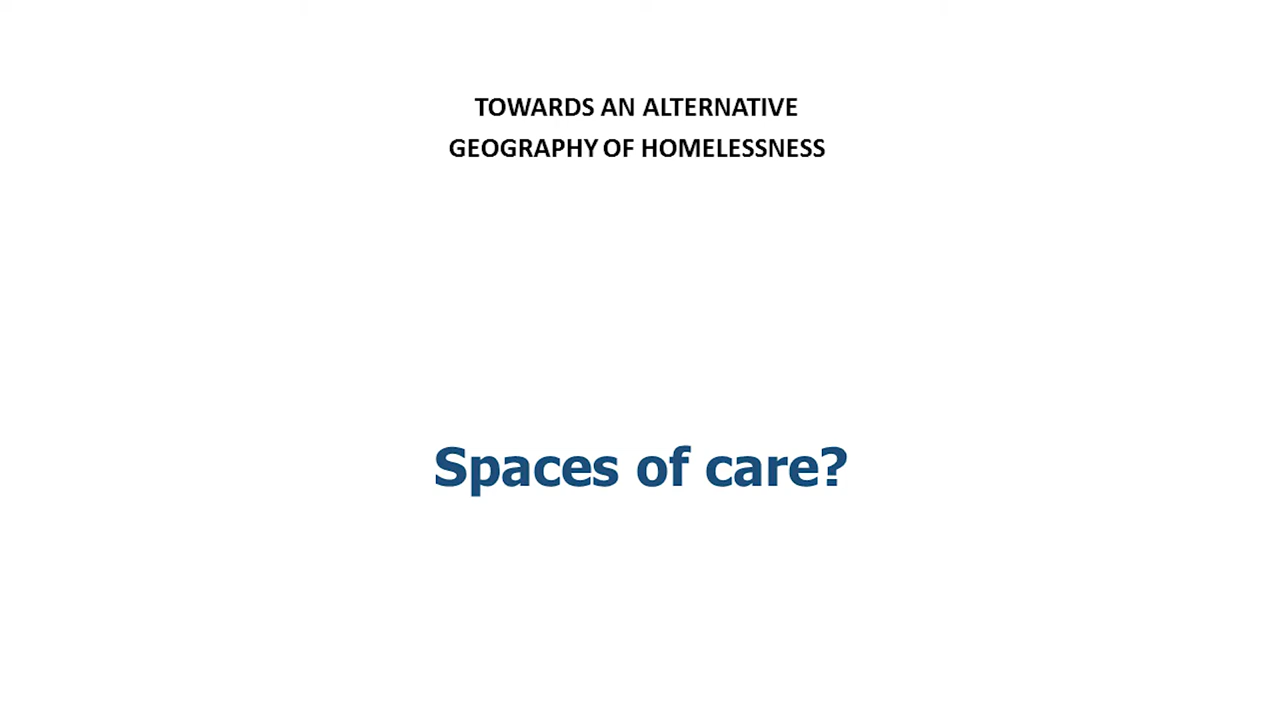 TOWARDS AN ALTERNATIVE
GEOGRAPHY OF HOMELESSNESS
Spaces of care?